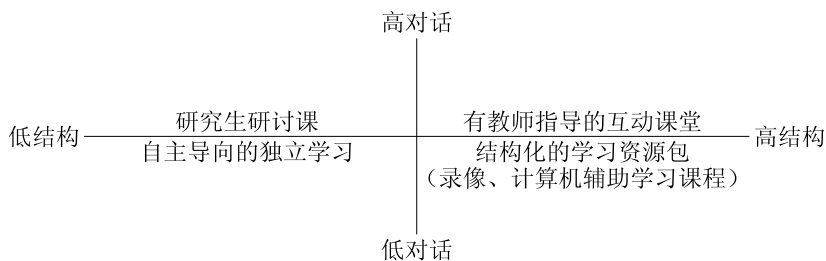 高对话
研究生研讨课
有教师指导的互动课堂
低结构
高结构
自主导向的独立学习
结构化的学习资源包
（录像、计算机辅助学习课程）
低对话